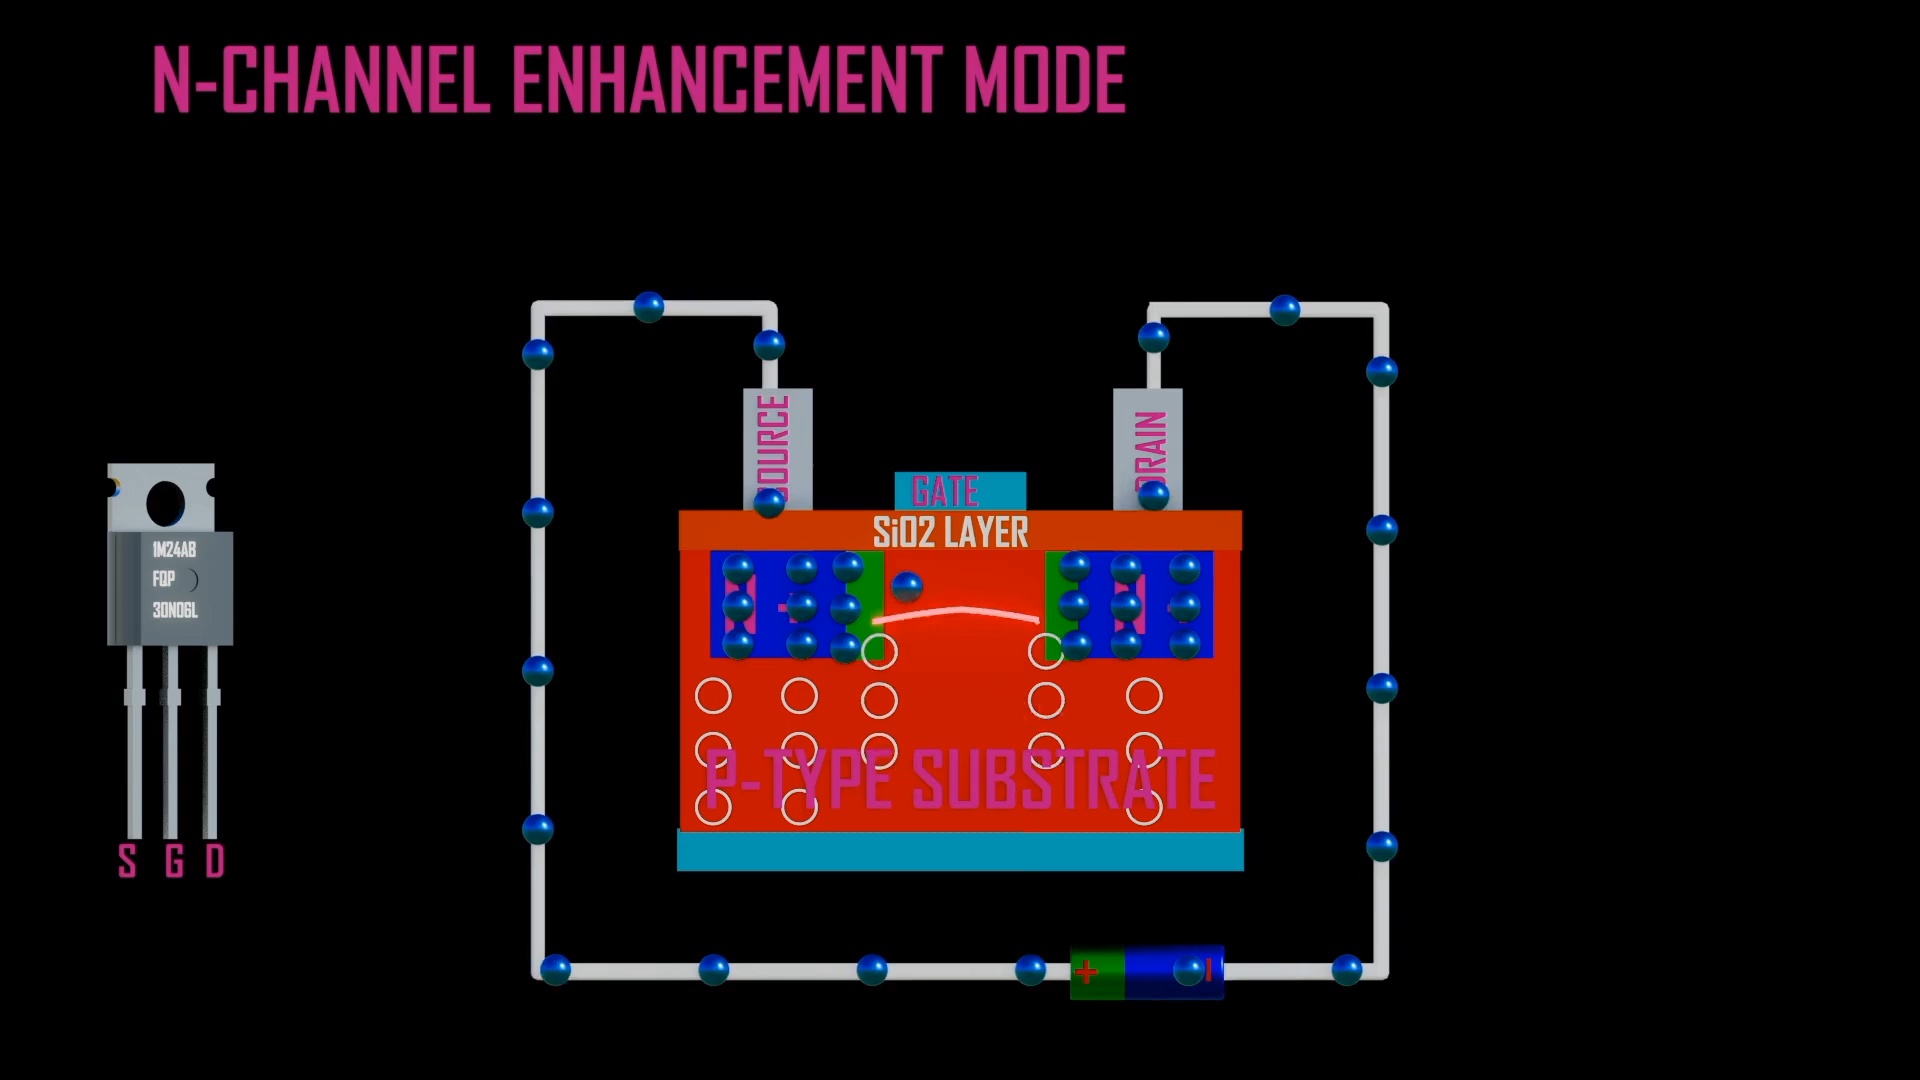 N-CHANNEL ENHANCEMENT MODE
SOURCE
DRAIN
GATE
SiO2 LAYER
1M24AB
FQP
30N06L
+
P-TYPE SUBSTRATE
S G D
+